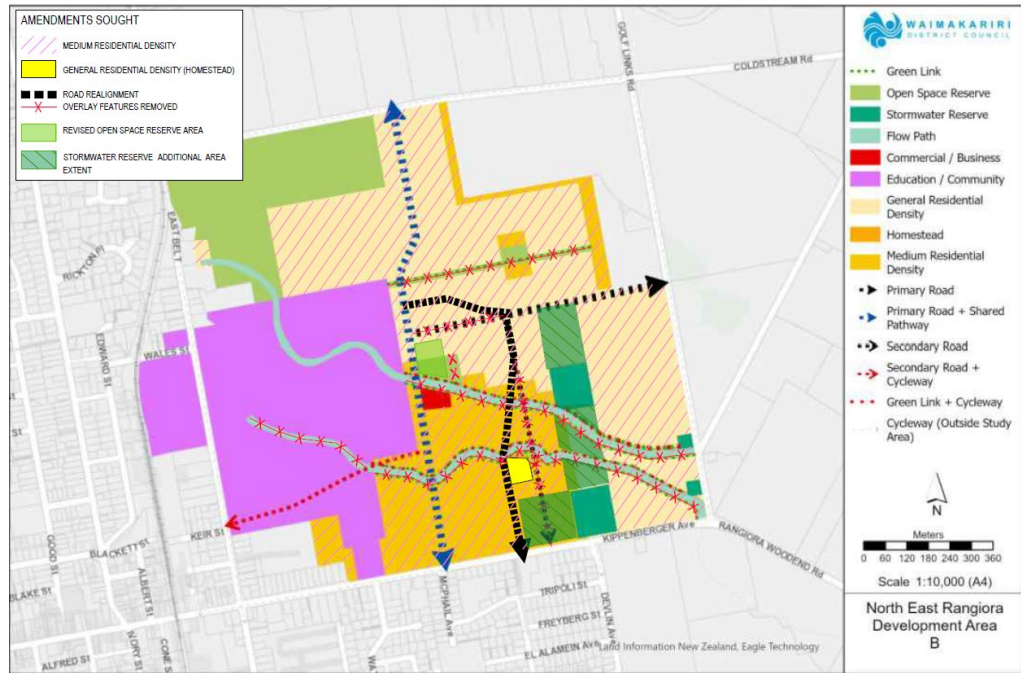 AMENDMENTS SOUGHT
MEDIUM RESIDENTIAL DENSITY
GENERAL RESIDENTIAL DENSITY (HOMESTEAD)
ROAD REALIGNMENT
OVERLAY FEATURES REMOVED
REVISED OPEN SPACE RESERVE AREA
STORMWATER RESERVE ADDITIONAL AREA
EXTENT
GOLF LINKS Rd
COLDSTREAM Rd
EAST BELT
RICKTON Pl
EDWARD St
WALES St
KEIR St
BLACKETT St
GOOD St
ALBERT St
BLAKE St
IVORY St
CONE S
ALFRED St
MCPHAIL Ave
WA
TRIPOLI St
FREYBERG St
EL ALAMEIN Ave
DEVLIN Ave
KIPPENBERGER Ave
RANGIORA WOODEND Rd
Land Information New Zealand, Eagle Technology
WAIMAKARIRI
DISTRICT COUNCIL
Green Link
Open Space Reserve
Stormwater Reserve
Flow Path
Commercial / Business
Education / Community
General Residential
Density
Homestead
Medium Residential
Density
Primary Road
Primary Road + Shared
Pathway
Secondary Road
Secondary Road +
Cycleway
Green Link + Cycleway
Cycleway (Outside Study
Area)
N
Meters
0 60 120 180 240 300 360
Scale 1:10,000 (A4)
North East Rangiora
Development Area
B